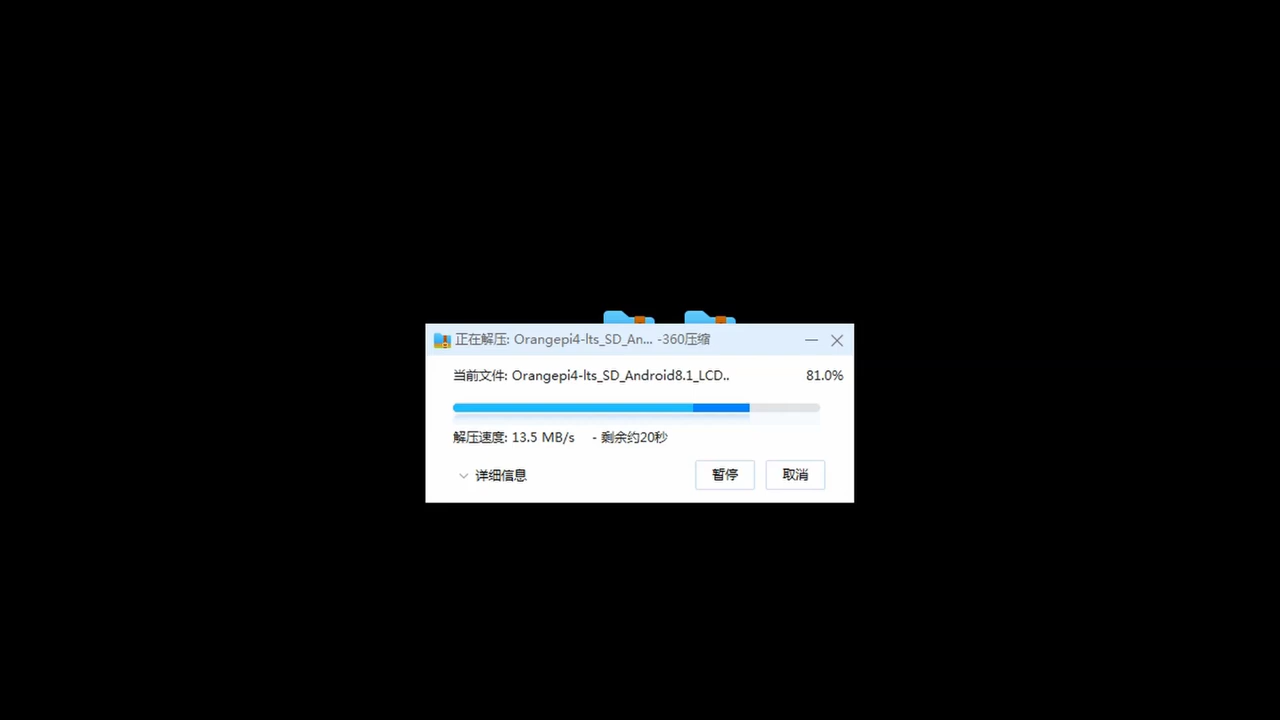 正在解压: Orangepi4-lts_SD_An... -360压缩
当前文件: Orangepi4-lts_SD_Android8.1_LCD.. 81.0%
解压速度: 13.5 MB/s - 剩余约20秒
详细信息 暂停 取消